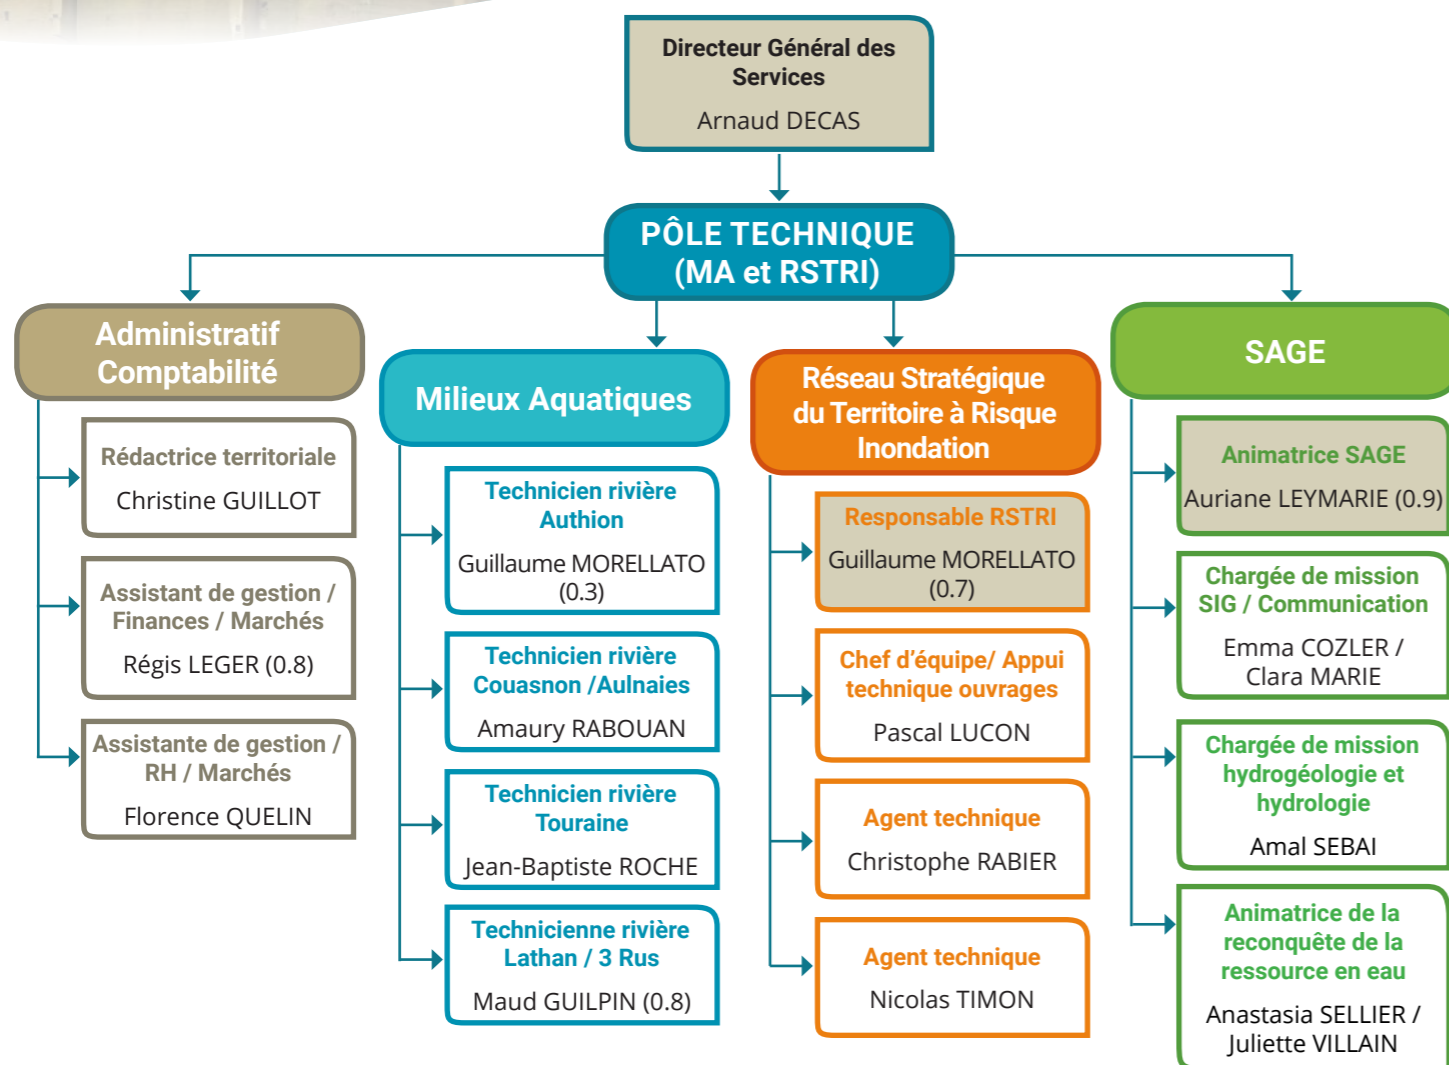 Directeur Général des
Services
Arnaud DECAS
PÔLE TECHNIQUE
(MA et RSTRI)
Administratif
Comptabilité
Rédactrice territoriale
Christine GUILLOT
Assistant de gestion /
Finances / Marchés
Régis LEGER (0.8)
Assistante de gestion /
RH / Marchés
Florence QUELIN
Milieux Aquatiques
Technicien rivière
Authion
Guillaume MORELLATO
(0.3)
Technicien rivière
Couasnon /Aulnaies
Amaury RABOUAN
Technicien rivière
Touraine
Jean-Baptiste ROCHE
Technicienne rivière
Lathan / 3 Rus
Maud GUILPIN (0.8)
Réseau Stratégique
du Territoire à Risque
Inondation
Responsable RSTRI
Guillaume MORELLATO
(0.7)
Chef d’équipe/ Appui
technique ouvrages
Pascal LUCON
Agent technique
Christophe RABIER
Agent technique
Nicolas TIMON
SAGE
Animatrice SAGE
Auriane LEYMARIE (0.9)
Chargée de mission
SIG / Communication
Emma COZLER /
Clara MARIE
Chargée de mission
hydrogéologie et
hydrologie
Amal SEBAI
Animatrice de la
reconquête de la
ressource en eau
Anastasia SELLIER /
Juliette VILLAIN